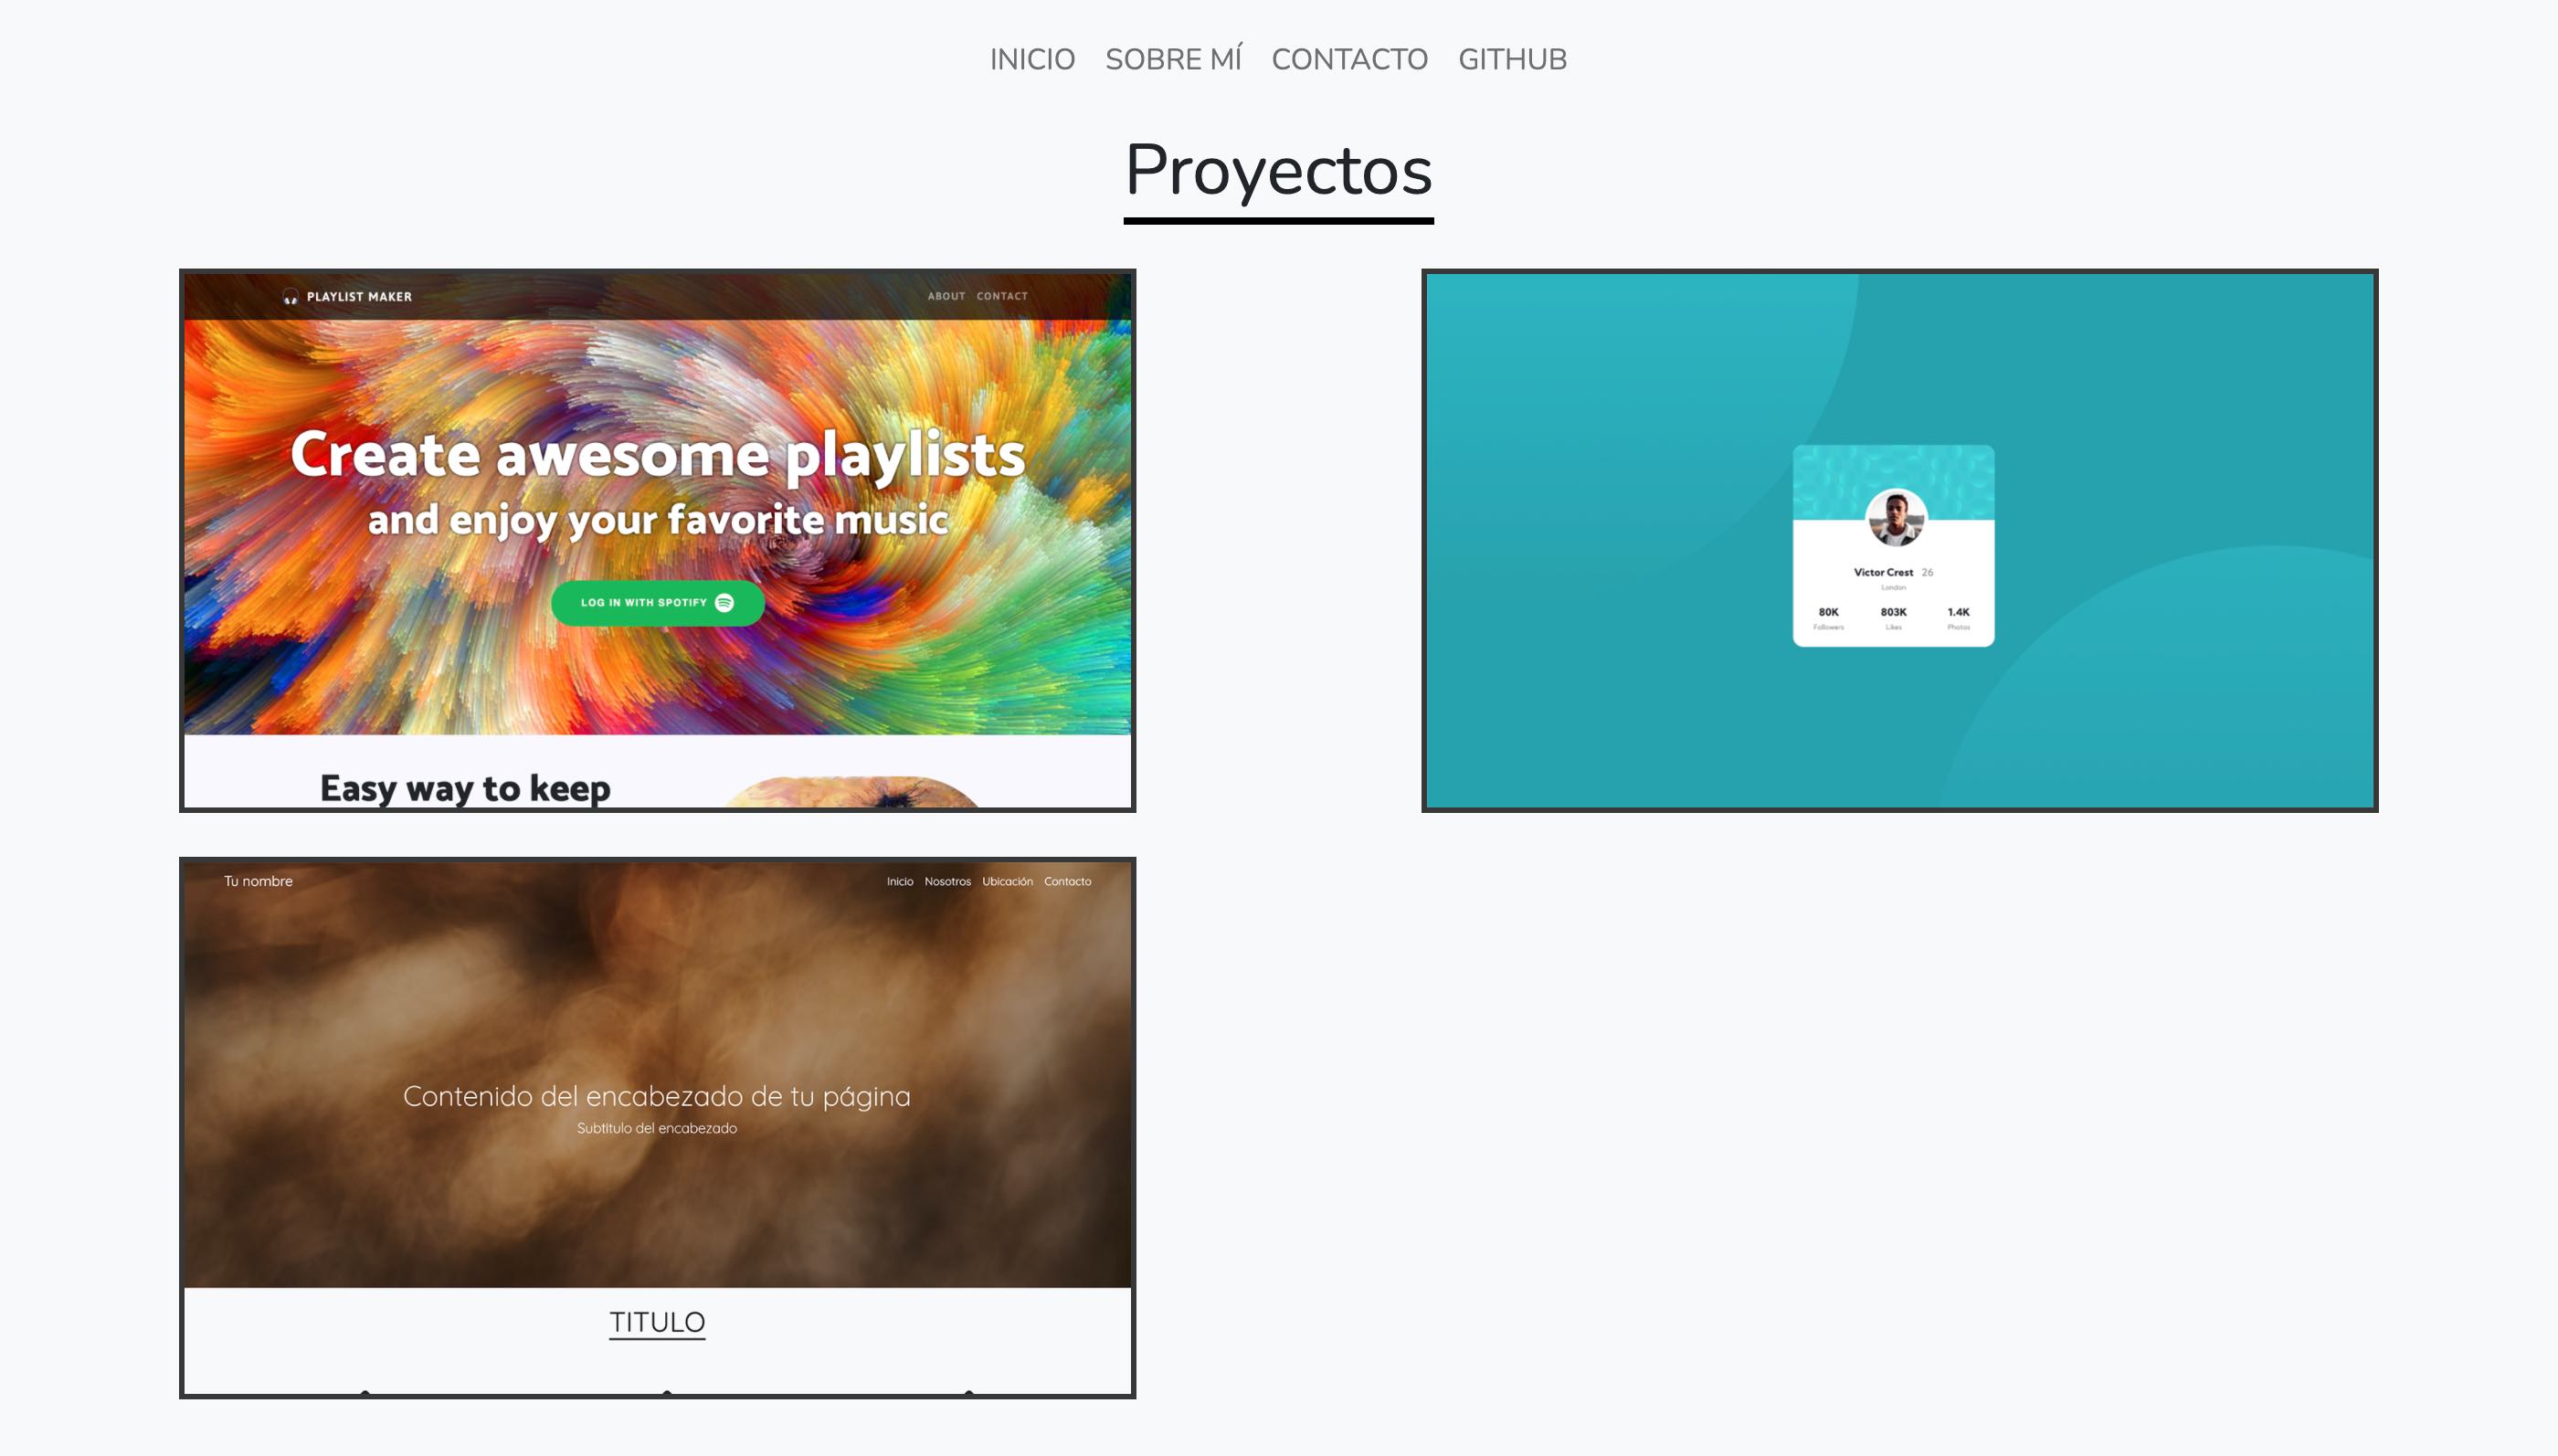 INICIO SOBRE MÍ CONTACTO GITHUB
Proyectos
PLAYLIST MAKER ABOUT CONTACT
Create awesome playlists
and enjoy your favorite music
LOG IN WITH SPOTIFY
Easy way to keep
Victor Crest 26
London
80K 803K 1.4K
Followers Likes Photos
Tu nombre Inicio Nosotros Ubicación Contacto
Contenido del encabezado de tu página
Subtitulo del encabezado
TITULO